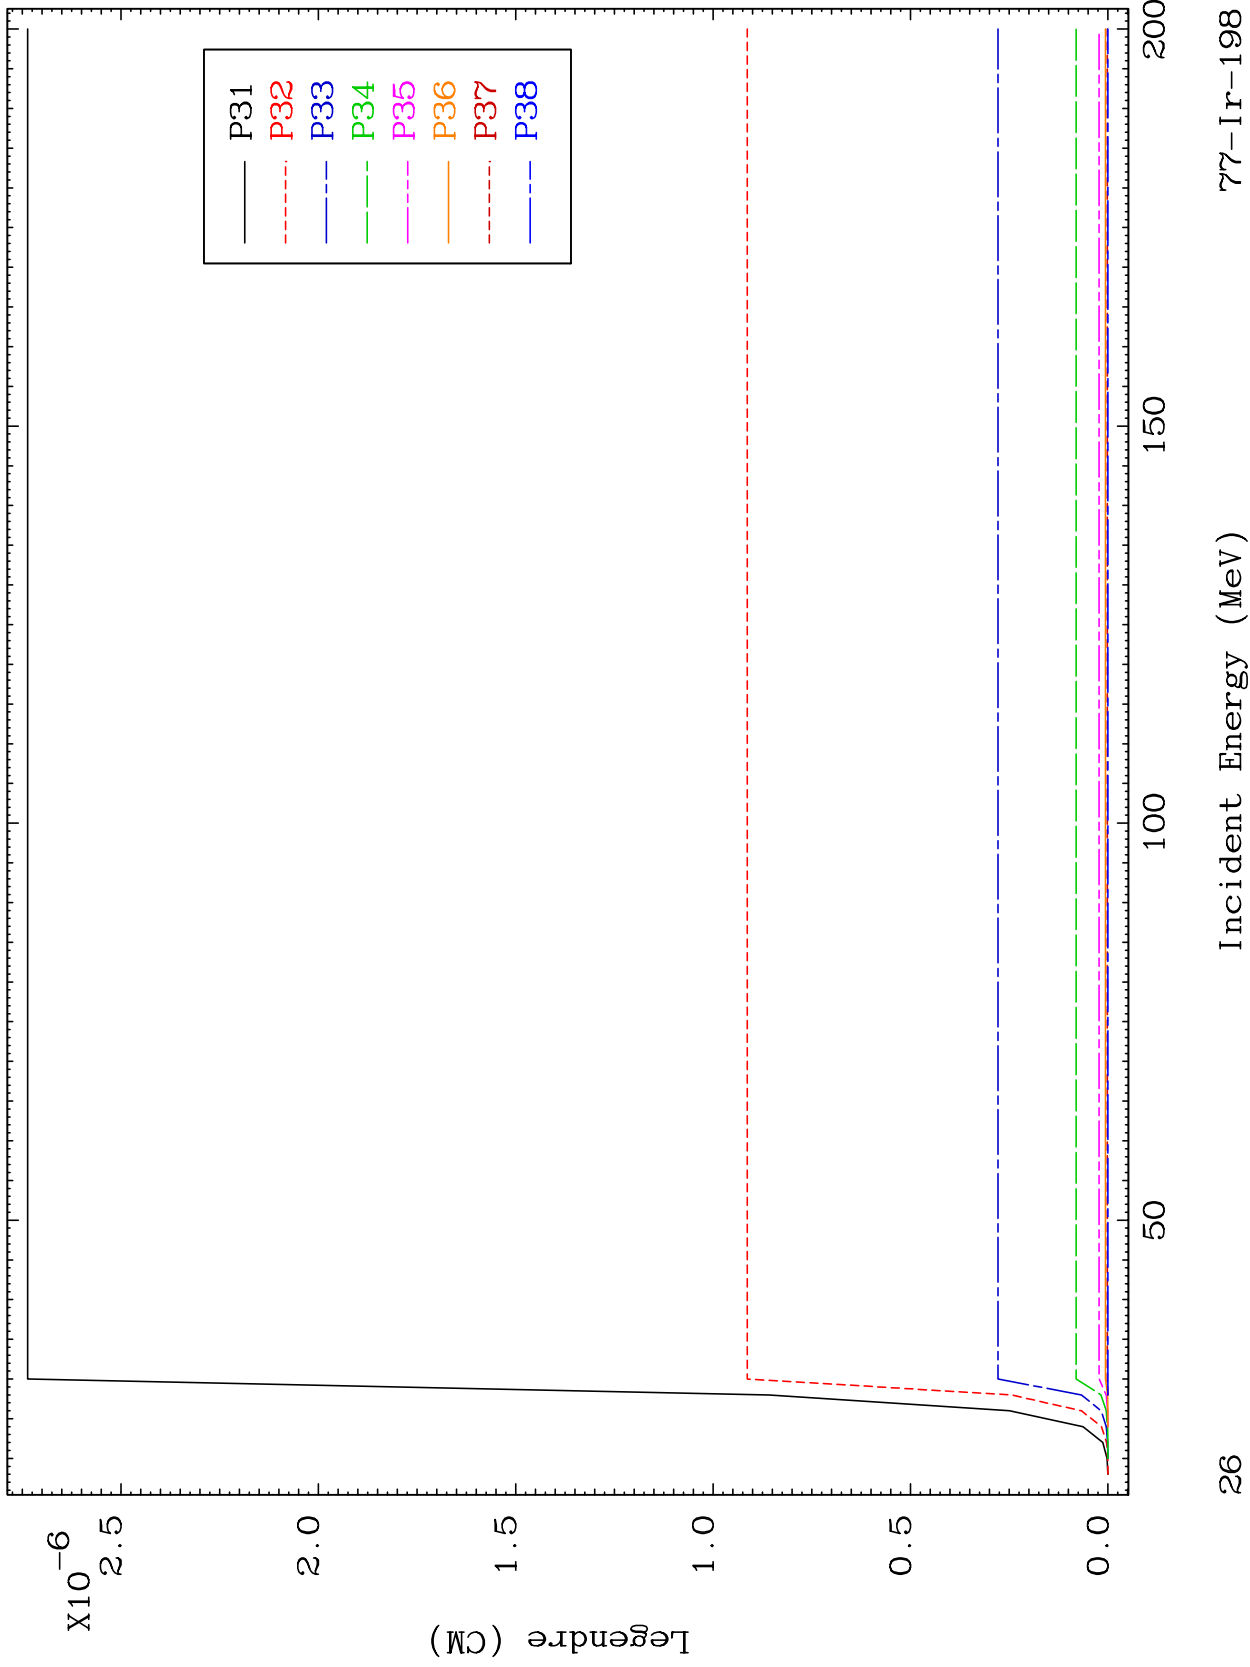 X10-6
2.5
2.0
1.5
1.0
0.5
0.0
Legendre (CM)
P31
P32
P33
P34
P35
P36
P37
P38
50
100
150
200
Incident Energy (MeV)
26
77-Ir-198